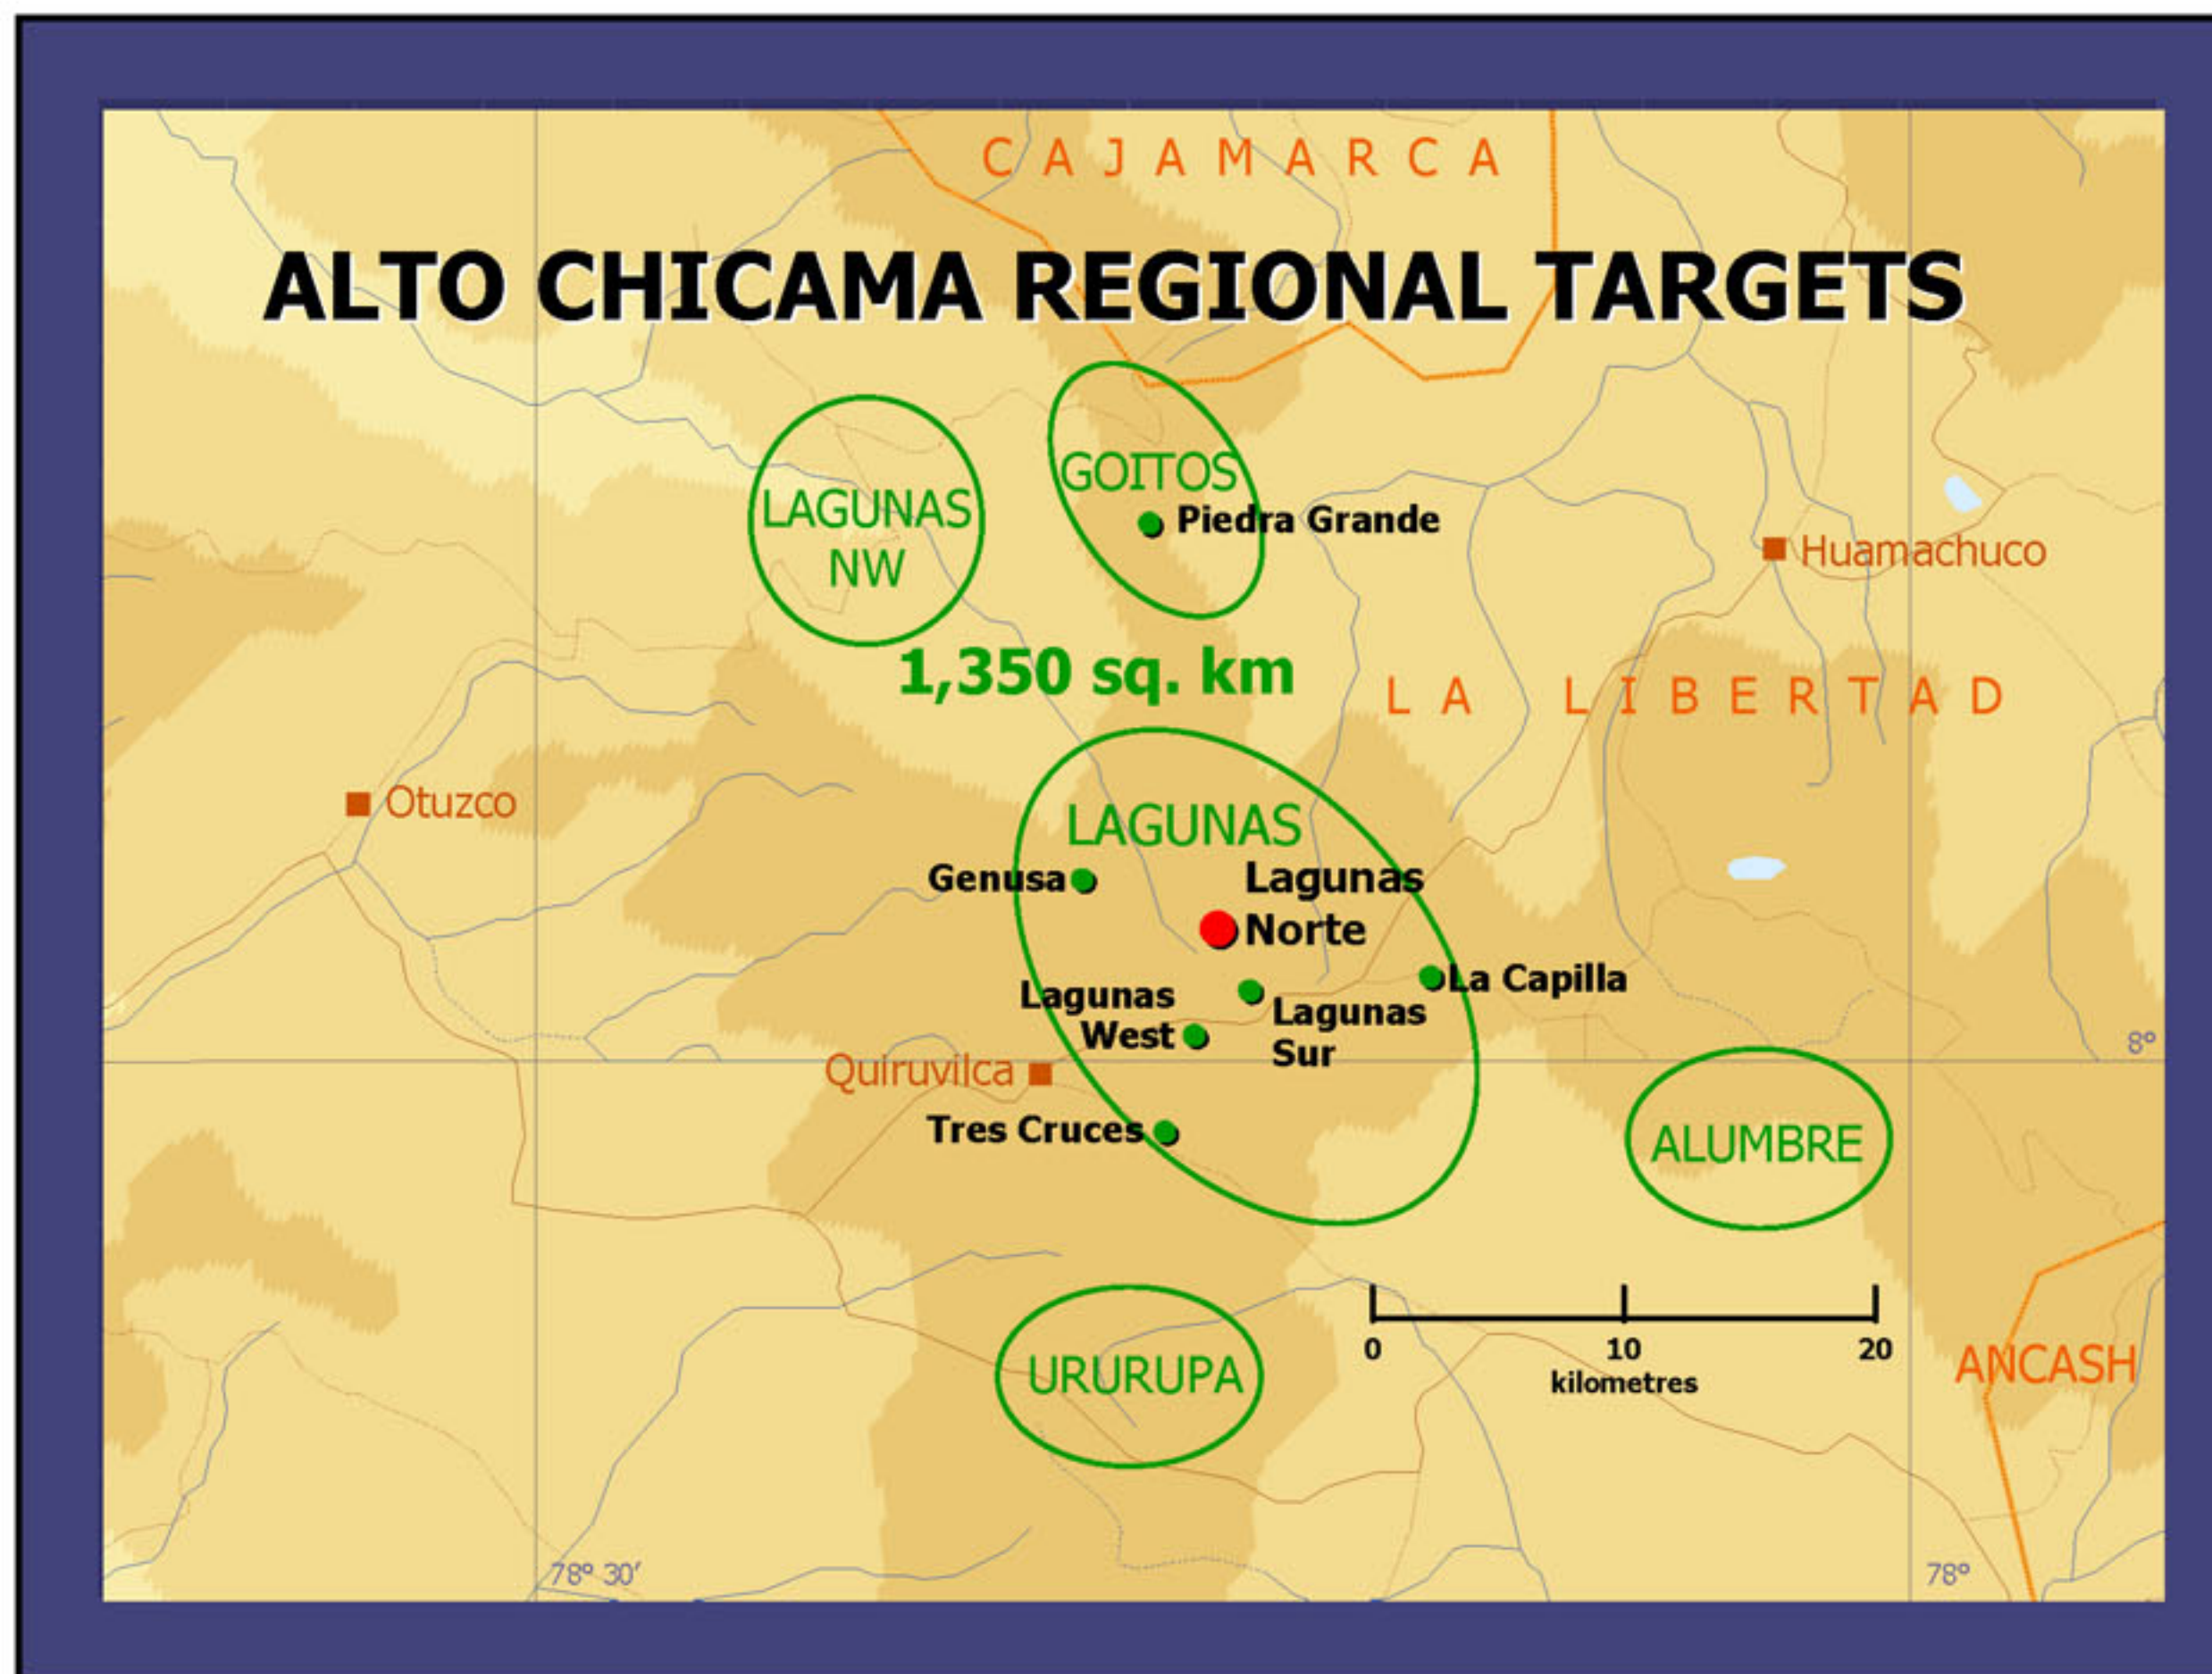 CAJAMARCA
ALTO CHICAMA REGIONAL TARGETS
GOITOS
LAGUNAS
NW
Piedra Grande
Huamachuco
1,350 sq. km
LA LIBERTAD
Otuzco
LAGUNAS
Genusa
Lagunas
Norte
La Capilla
Lagunas
West
Lagunas
Sur
8°
Quiruvilca
Tres Cruces
ALUMBRE
URURUPA
0 10 20
kilometres
ANCASH
78° 30′
78°